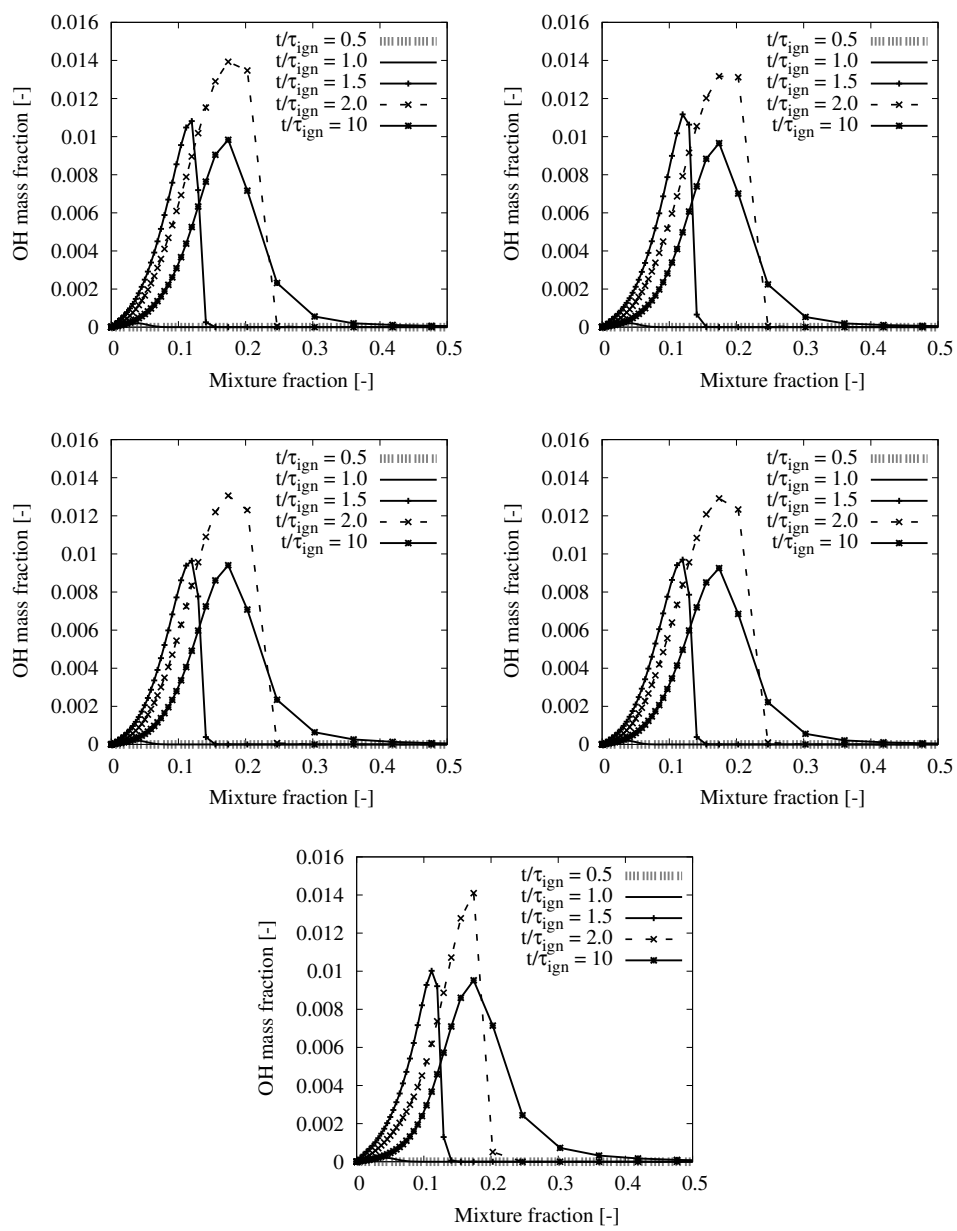 0.016
0.014
0.012
0.01
0.008
0.006
0.004
0.002
0
OH mass fraction [-]
t/τign = 0.5
t/τign = 1.0
t/τign = 1.5
t/τign = 2.0
t/τign = 10
0 0.1 0.2 0.3 0.4 0.5
Mixture fraction [-]
0.016
0.014
0.012
0.01
0.008
0.006
0.004
0.002
0
OH mass fraction [-]
t/τign = 0.5
t/τign = 1.0
t/τign = 1.5
t/τign = 2.0
t/τign = 10
0 0.1 0.2 0.3 0.4 0.5
Mixture fraction [-]
0.016
0.014
0.012
0.01
0.008
0.006
0.004
0.002
0
OH mass fraction [-]
t/τign = 0.5
t/τign = 1.0
t/τign = 1.5
t/τign = 2.0
t/τign = 10
0 0.1 0.2 0.3 0.4 0.5
Mixture fraction [-]
0.016
0.014
0.012
0.01
0.008
0.006
0.004
0.002
0
OH mass fraction [-]
t/τign = 0.5
t/τign = 1.0
t/τign = 1.5
t/τign = 2.0
t/τign = 10
0 0.1 0.2 0.3 0.4 0.5
Mixture fraction [-]
0.016
0.014
0.012
0.01
0.008
0.006
0.004
0.002
0
OH mass fraction [-]
t/τign = 0.5
t/τign = 1.0
t/τign = 1.5
t/τign = 2.0
t/τign = 10
0 0.1 0.2 0.3 0.4 0.5
Mixture fraction [-]